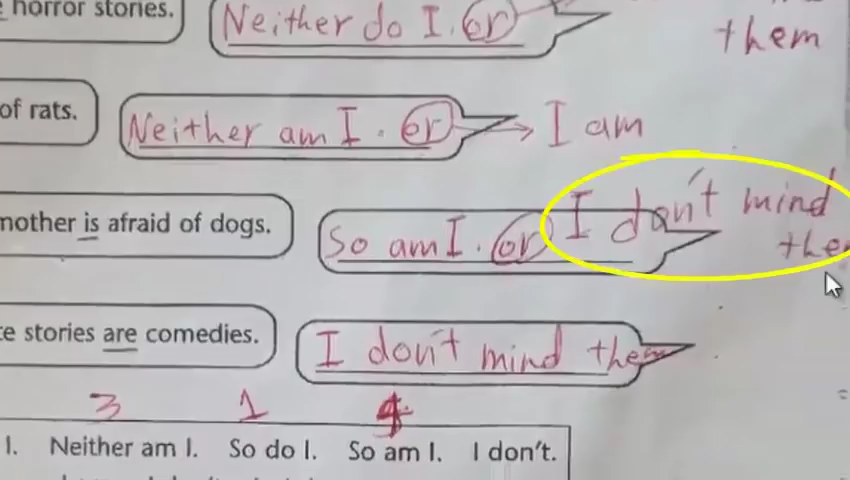 horror stories. Neither do I. or them
of rats. Neither am I. or → I am
mother is afraid of dogs. So am I. or I don't mind
stories are comedies. I don't mind them
3 1 4
I. Neither am I. So do I. So am I. I don't.